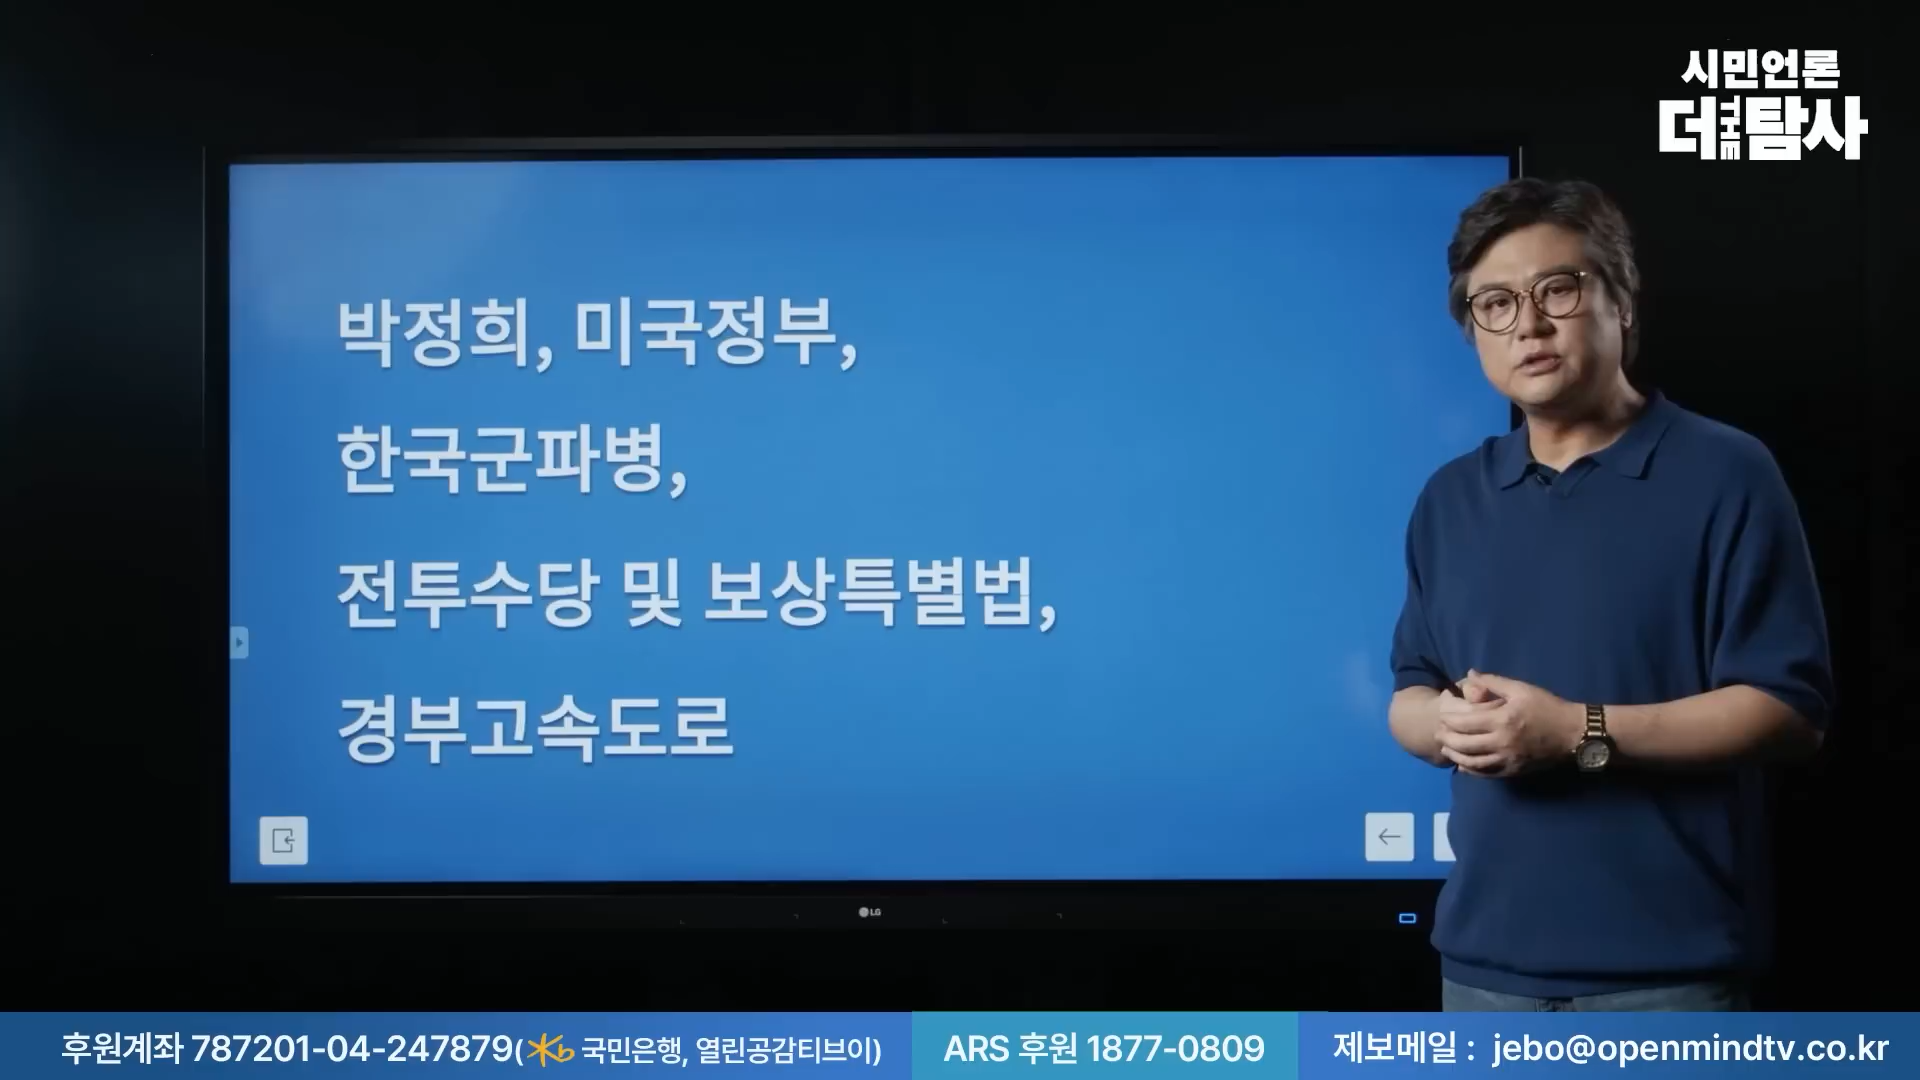 시민언론
더탐사
박정희, 미국정부,
한국군파병,
전투수당 및 보상특별법,
경부고속도로
LG
후원계좌 787201-04-247879( 국민은행, 열린공감티브이)
ARS 후원 1877-0809
제보메일 : jebo@openmindtv.co.kr